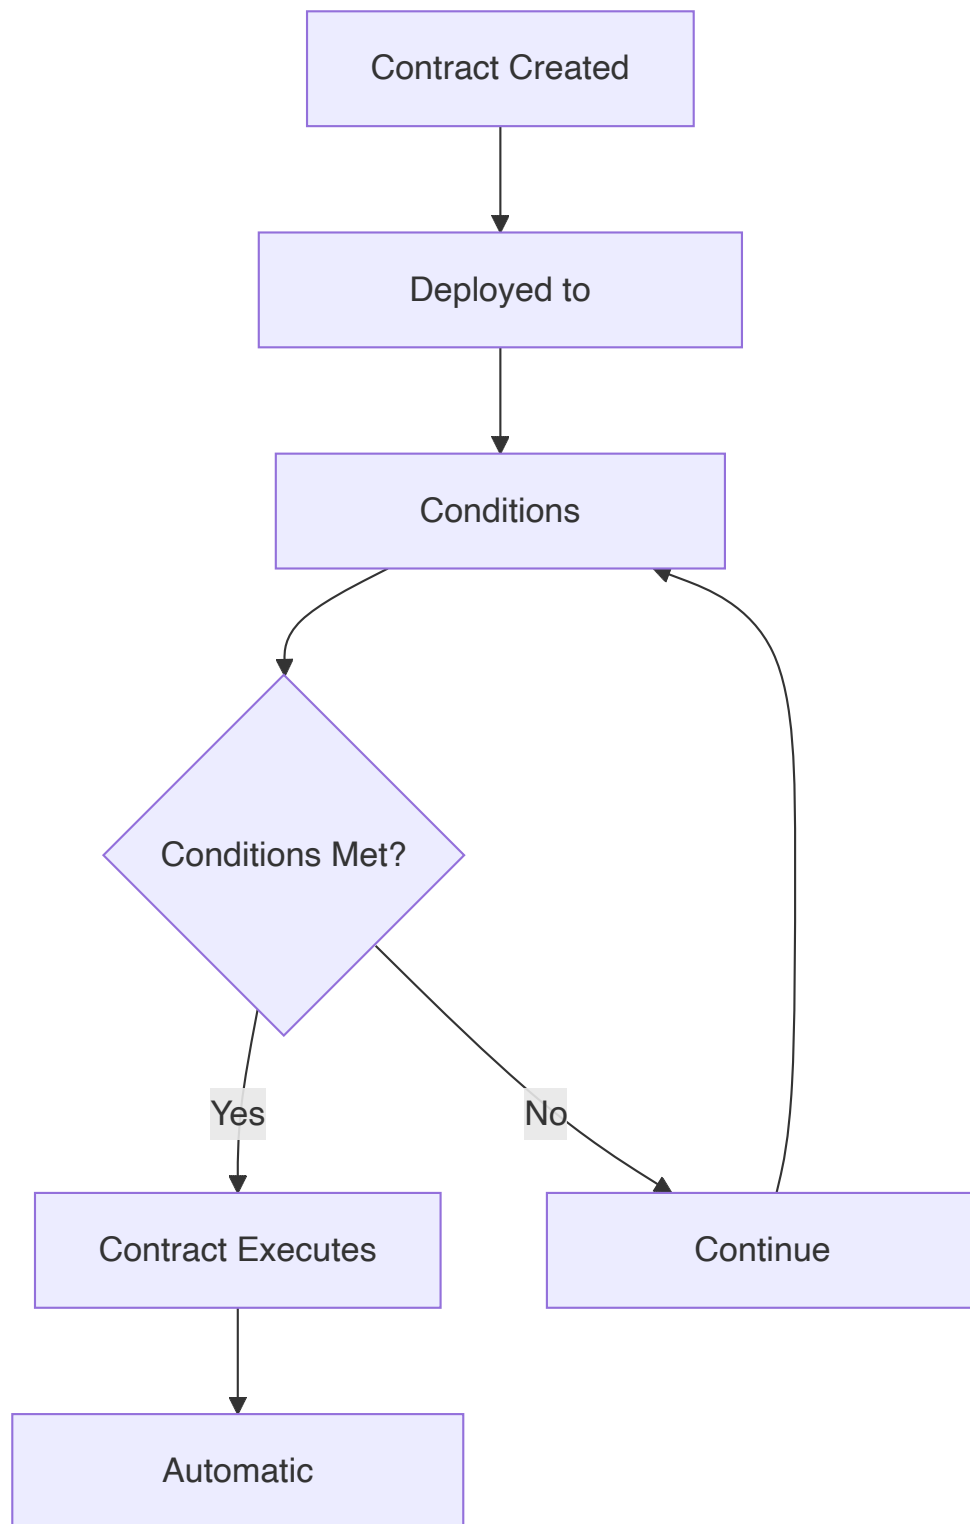 Contract Created
Deployed to
Conditions
Conditions Met?
Yes
No
Contract Executes
Continue
Automatic